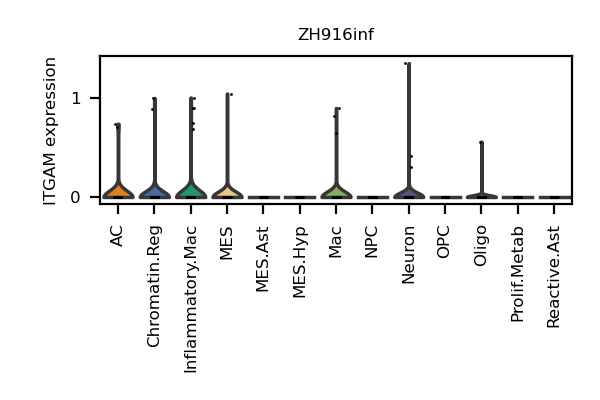 ZH916inf
ITGAM expression
1
0
AC
Chromatin.Reg
Inflammatory.Mac
MES
MES.Ast
MES.Hyp
Mac
NPC
Neuron
OPC
Oligo
Prolif.Metab
Reactive.Ast